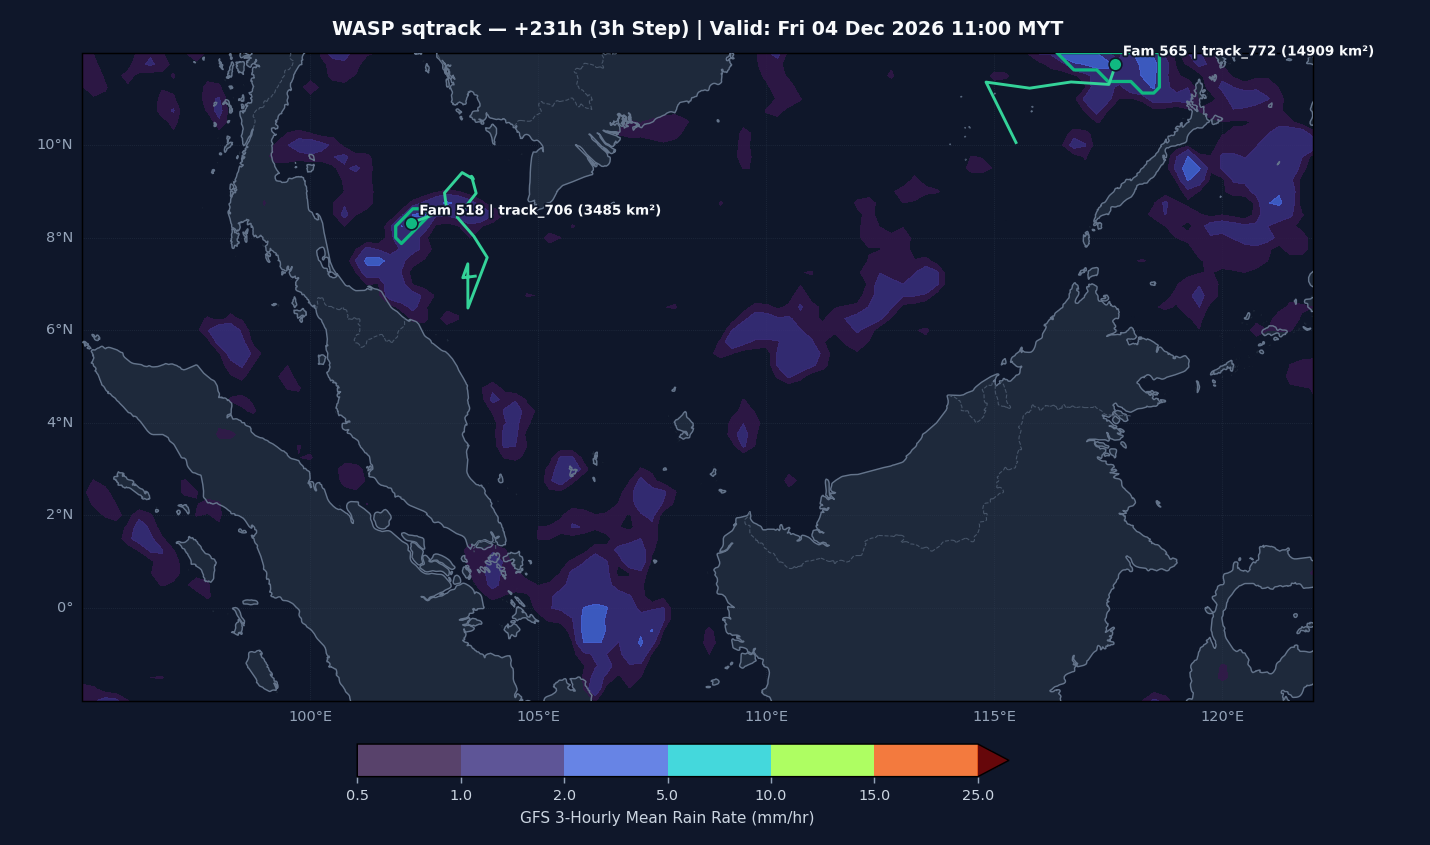 WASP sqtrack — +231h (3h Step) | Valid: Fri 04 Dec 2026 11:00 MYT
Fam 565 | track_772 (14909 km²)
10°N
Fam 518 | track_706 (3485 km²)
8°N
6°N
4°N
2°N
0°
100°E 105°E 110°E 115°E 120°E
0.5 1.0 2.0 5.0 10.0 15.0 25.0
GFS 3-Hourly Mean Rain Rate (mm/hr)